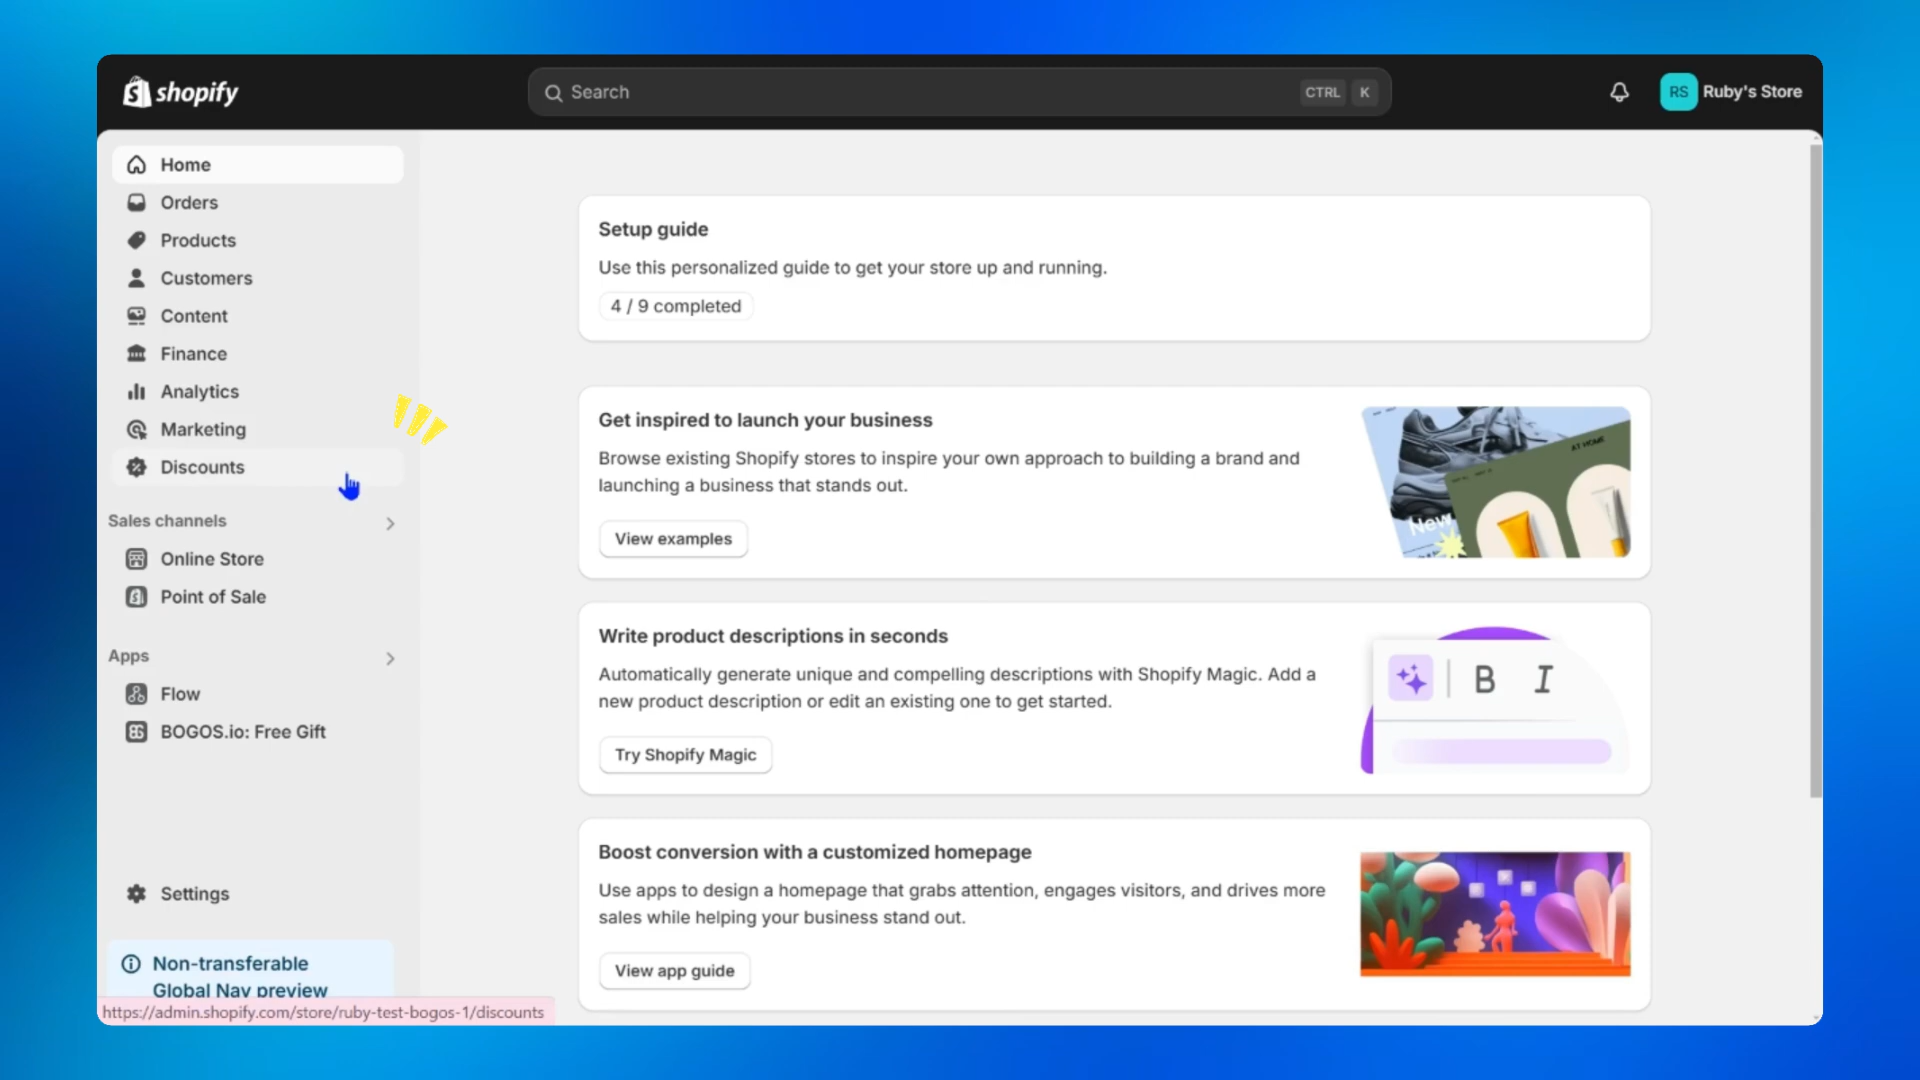 shopify
Search
CTRL K
RS Ruby's Store
Home
Orders
Products
Customers
Content
Finance
Analytics
Marketing
Discounts
Sales channels
Online Store
Point of Sale
Apps
Flow
BOGOS.io: Free Gift
Settings
Non-transferable
Global Nav preview
https://admin.shopify.com/store/ruby-test-bogos-1/discounts
Setup guide
Use this personalized guide to get your store up and running.
4 / 9 completed
Get inspired to launch your business
Browse existing Shopify stores to inspire your own approach to building a brand and
launching a business that stands out.
View examples
AT HOME
New
Write product descriptions in seconds
Automatically generate unique and compelling descriptions with Shopify Magic. Add a
new product description or edit an existing one to get started.
Try Shopify Magic
B I
Boost conversion with a customized homepage
Use apps to design a homepage that grabs attention, engages visitors, and drives more
sales while helping your business stand out.
View app guide